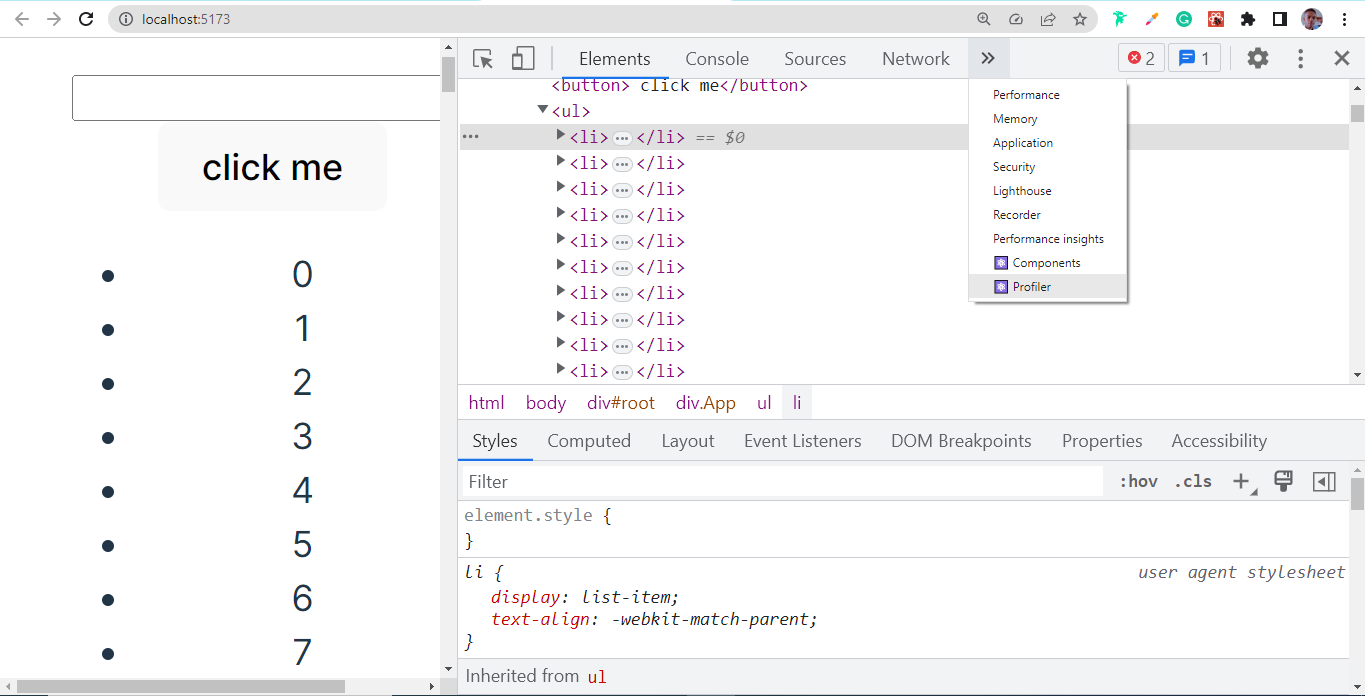 localhost:5173
click me
0
1
2
3
4
5
6
7
Elements Console Sources Network » 2 1
<button> click me</button>
▼<ul>
••• ▶<li> ••• </li> == $0
▶<li> ••• </li>
▶<li> ••• </li>
▶<li> ••• </li>
▶<li> ••• </li>
▶<li> ••• </li>
▶<li> ••• </li>
▶<li> ••• </li>
▶<li> ••• </li>
▶<li> ••• </li>
Performance
Memory
Application
Security
Lighthouse
Recorder
Performance insights
Components
Profiler
html body div#root div.App ul li
Styles Computed Layout Event Listeners DOM Breakpoints Properties Accessibility
Filter :hov .cls +
element.style {
}
li { user agent stylesheet
display: list-item;
text-align: -webkit-match-parent;
}
Inherited from ul